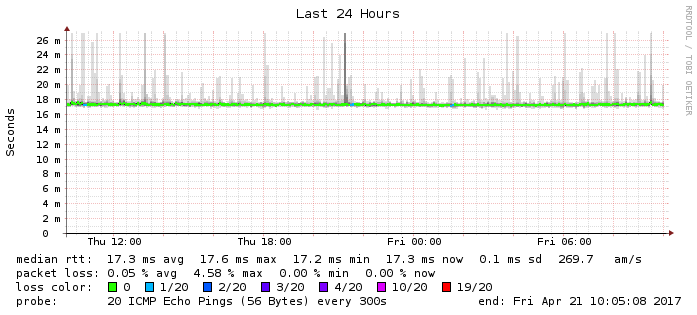 Last 24 Hours
RRDTOOL / TOBI OETIKER
Seconds
26 m
24 m
22 m
20 m
18 m
16 m
14 m
12 m
10 m
8 m
6 m
4 m
2 m
0
Thu 12:00 Thu 18:00 Fri 00:00 Fri 06:00
median rtt: 17.3 ms avg 17.6 ms max 17.2 ms min 17.3 ms now 0.1 ms sd 269.7 am/s
packet loss: 0.05 % avg 4.58 % max 0.00 % min 0.00 % now
loss color: 0 1/20 2/20 3/20 4/20 10/20 19/20
probe: 20 ICMP Echo Pings (56 Bytes) every 300s end: Fri Apr 21 10:05:08 2017